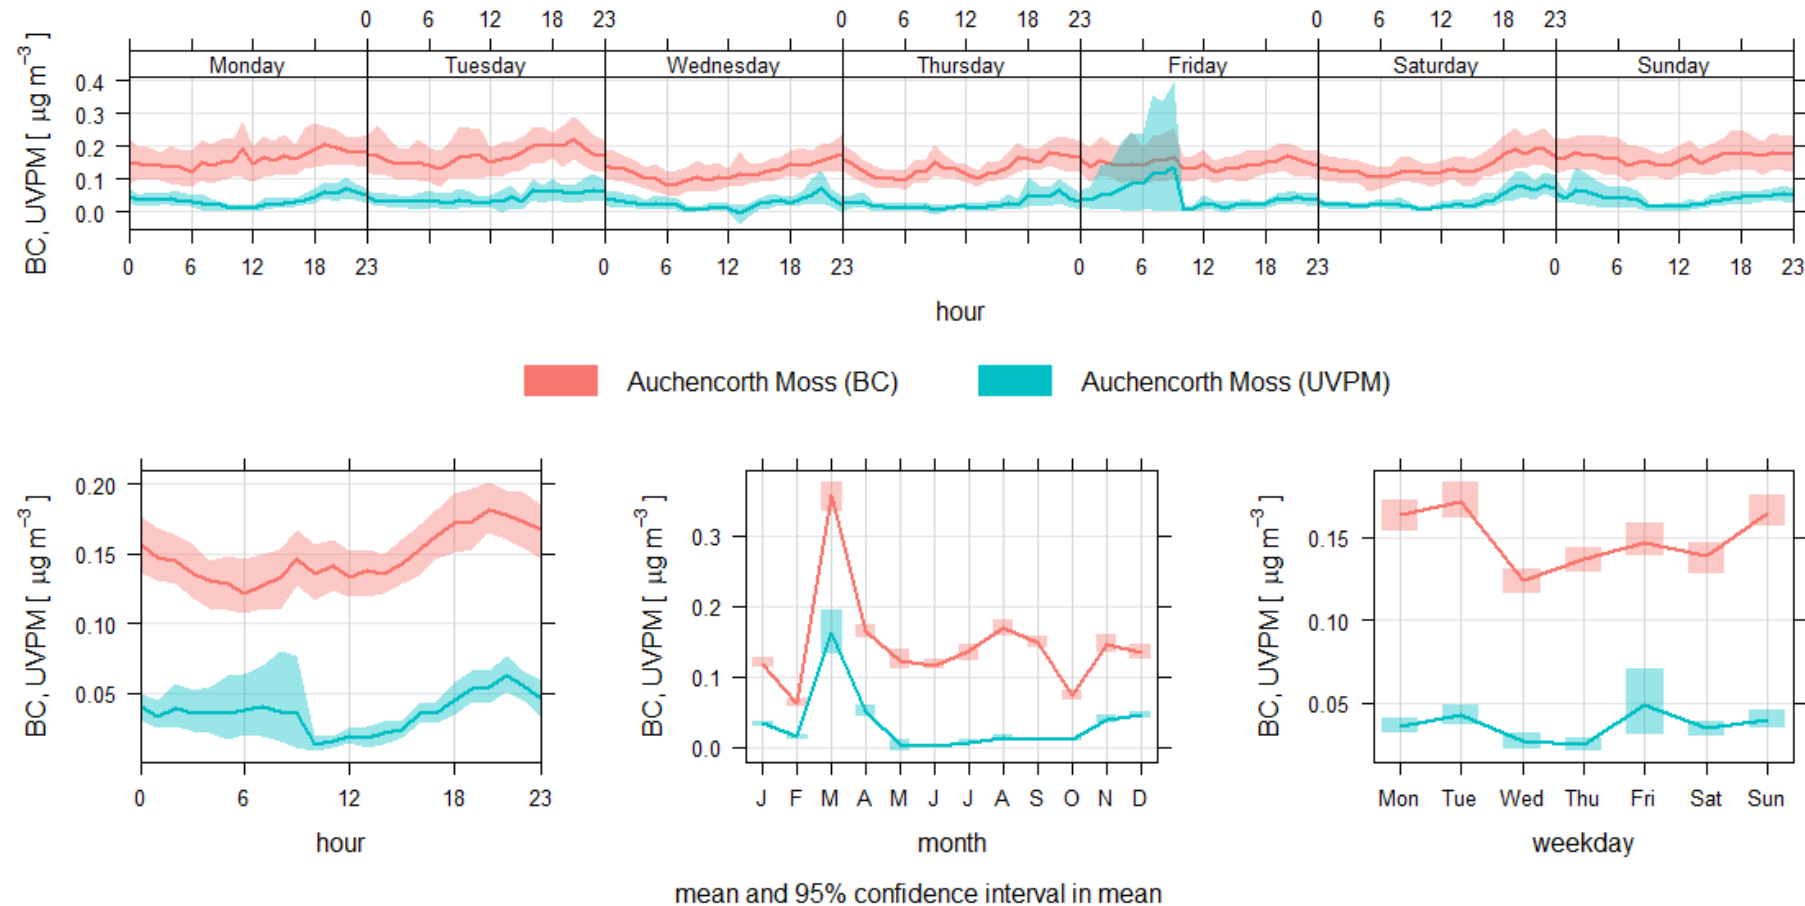 0 6 12 18 23 0 6 12 18 23 0 6 12 18 23
Monday Tuesday Wednesday Thursday Friday Saturday Sunday
BC, UVPM [ µg m⁻³ ]
0.4
0.3
0.2
0.1
0.0
0 6 12 18 23 0 6 12 18 23 0 6 12 18 23 0 6 12 18 23
hour
Auchencorth Moss (BC) Auchencorth Moss (UVPM)
BC, UVPM [ µg m⁻³ ]
0.20
0.15
0.10
0.05
0 6 12 18 23
hour
BC, UVPM [ µg m⁻³ ]
0.3
0.2
0.1
0.0
J F M A M J J A S O N D
month
BC, UVPM [ µg m⁻³ ]
0.15
0.10
0.05
Mon Tue Wed Thu Fri Sat Sun
weekday
mean and 95% confidence interval in mean